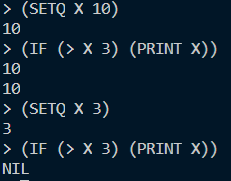 > (SETQ X 10)
10
> (IF (> X 3) (PRINT X))
10
10
> (SETQ X 3)
3
> (IF (> X 3) (PRINT X))
NIL